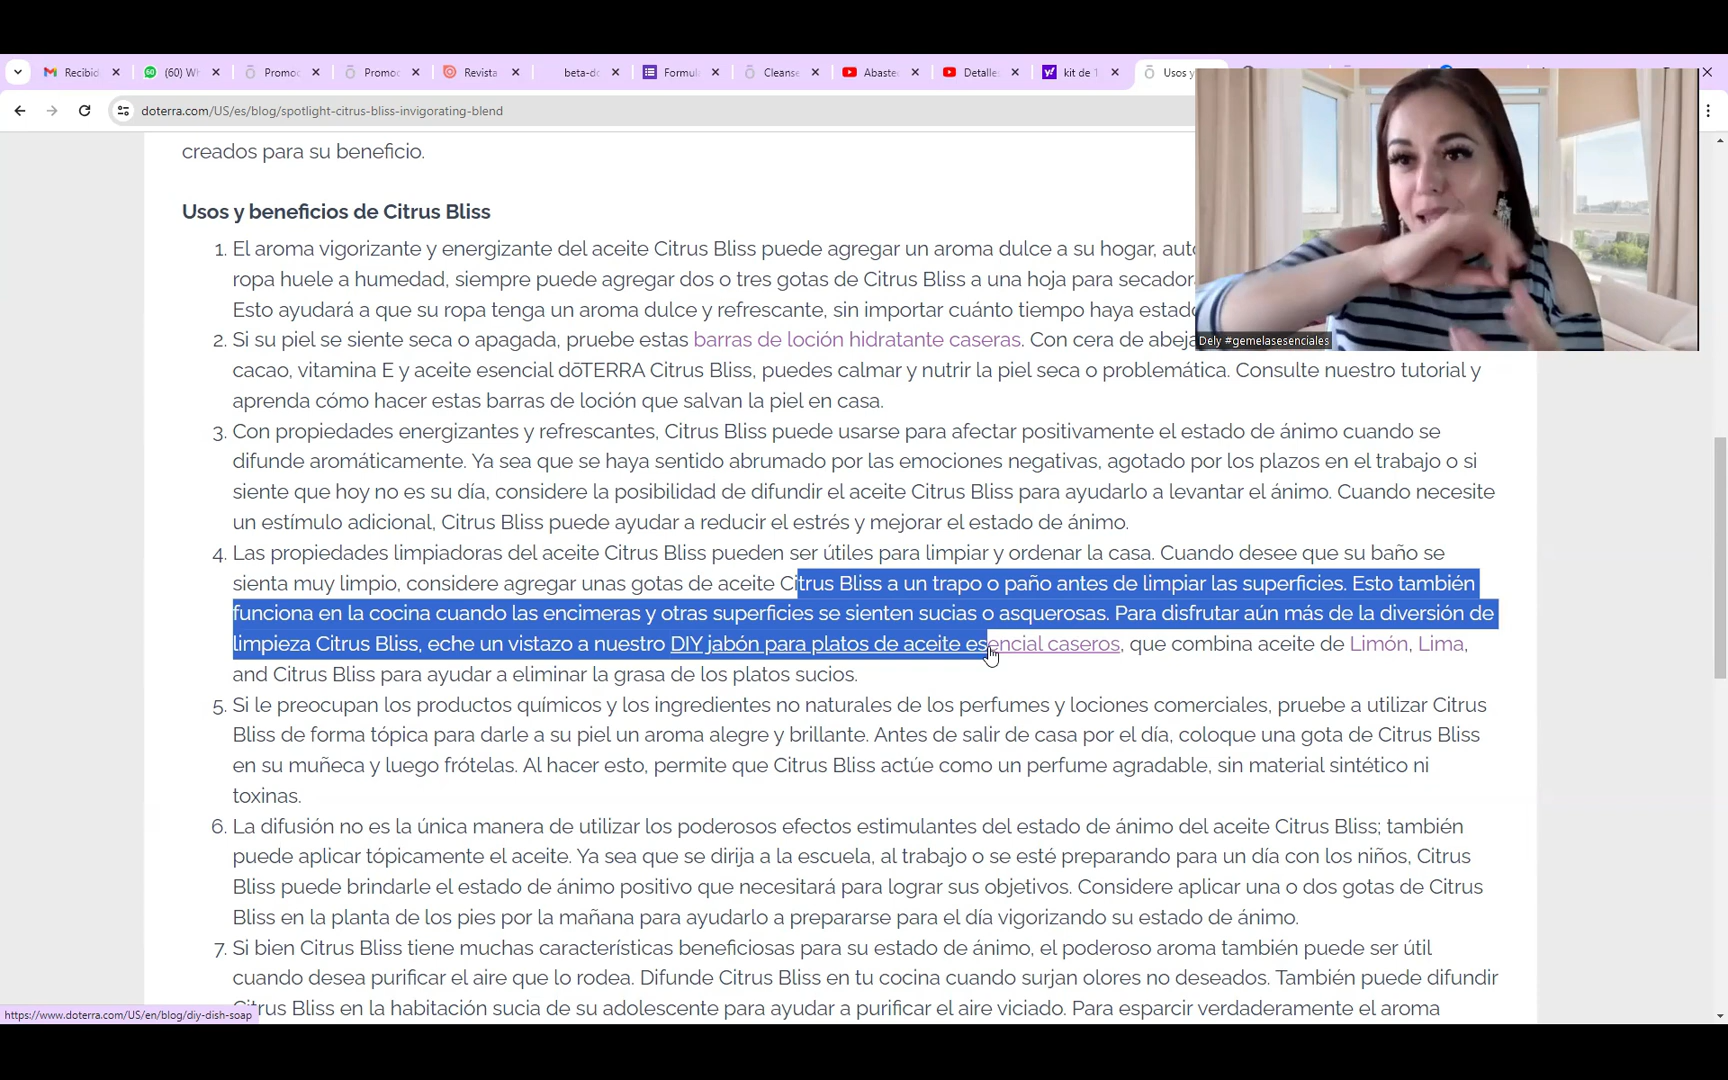 Recibid
(60) Wh
Promoc
Promoc
Revista
beta-do
Formul
Cleanse
Abaste
Detalle
kit de 1
Usos y
doterra.com/US/es/blog/spotlight-citrus-bliss-invigorating-blend
creados para su beneficio.
Usos y beneficios de Citrus Bliss
1. El aroma vigorizante y energizante del aceite Citrus Bliss puede agregar un aroma dulce a su hogar, auto
ropa huele a humedad, siempre puede agregar dos o tres gotas de Citrus Bliss a una hoja para secador
Esto ayudará a que su ropa tenga un aroma dulce y refrescante, sin importar cuánto tiempo haya estado
2. Si su piel se siente seca o apagada, pruebe estas barras de loción hidratante caseras. Con cera de abeja
cacao, vitamina E y aceite esencial dōTERRA Citrus Bliss, puedes calmar y nutrir la piel seca o problemática. Consulte nuestro tutorial y
aprenda cómo hacer estas barras de loción que salvan la piel en casa.
3. Con propiedades energizantes y refrescantes, Citrus Bliss puede usarse para afectar positivamente el estado de ánimo cuando se
difunde aromáticamente. Ya sea que se haya sentido abrumado por las emociones negativas, agotado por los plazos en el trabajo o si
siente que hoy no es su día, considere la posibilidad de difundir el aceite Citrus Bliss para ayudarlo a levantar el ánimo. Cuando necesite
un estímulo adicional, Citrus Bliss puede ayudar a reducir el estrés y mejorar el estado de ánimo.
4. Las propiedades limpiadoras del aceite Citrus Bliss pueden ser útiles para limpiar y ordenar la casa. Cuando desee que su baño se
sienta muy limpio, considere agregar unas gotas de aceite Citrus Bliss a un trapo o paño antes de limpiar las superficies. Esto también
funciona en la cocina cuando las encimeras y otras superficies se sienten sucias o asquerosas. Para disfrutar aún más de la diversión de
limpieza Citrus Bliss, eche un vistazo a nuestro DIY jabón para platos de aceite esencial caseros, que combina aceite de Limón, Lima,
and Citrus Bliss para ayudar a eliminar la grasa de los platos sucios.
5. Si le preocupan los productos químicos y los ingredientes no naturales de los perfumes y lociones comerciales, pruebe a utilizar Citrus
Bliss de forma tópica para darle a su piel un aroma alegre y brillante. Antes de salir de casa por el día, coloque una gota de Citrus Bliss
en su muñeca y luego frótelas. Al hacer esto, permite que Citrus Bliss actúe como un perfume agradable, sin material sintético ni
toxinas.
6. La difusión no es la única manera de utilizar los poderosos efectos estimulantes del estado de ánimo del aceite Citrus Bliss; también
puede aplicar tópicamente el aceite. Ya sea que se dirija a la escuela, al trabajo o se esté preparando para un día con los niños, Citrus
Bliss puede brindarle el estado de ánimo positivo que necesitará para lograr sus objetivos. Considere aplicar una o dos gotas de Citrus
Bliss en la planta de los pies por la mañana para ayudarlo a prepararse para el día vigorizando su estado de ánimo.
7. Si bien Citrus Bliss tiene muchas características beneficiosas para su estado de ánimo, el poderoso aroma también puede ser útil
cuando desea purificar el aire que lo rodea. Difunde Citrus Bliss en tu cocina cuando surjan olores no deseados. También puede difundir
Citrus Bliss en la habitación sucia de su adolescente para ayudar a purificar el aire viciado. Para esparcir verdaderamente el aroma
https://www.doterra.com/US/en/blog/diy-dish-soap
Dely #gemelasesenciales